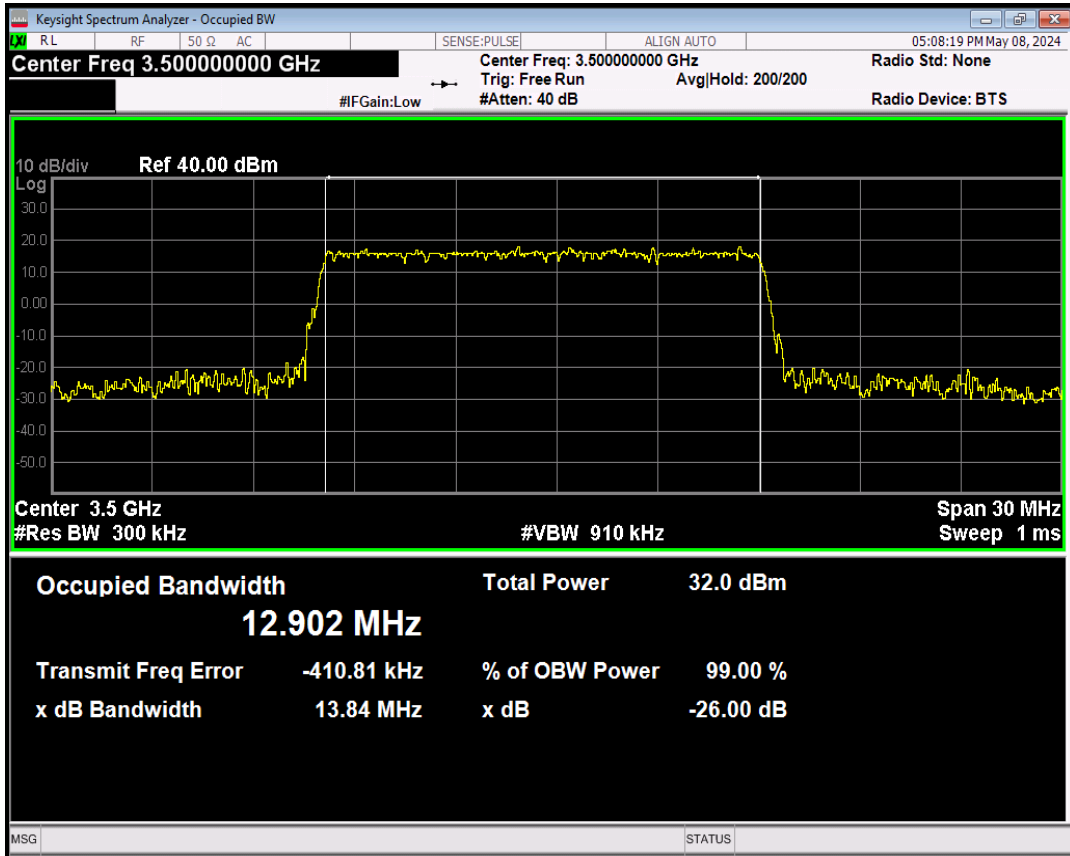 Keysight Spectrum Analyzer - Occupied BW
LXI RL RF 50 Ω AC SENSE:PULSE ALIGN AUTO 05:08:19 PM May 08, 2024
Center Freq 3.500000000 GHz Center Freq: 3.500000000 GHz Radio Std: None
Trig: Free Run Avg|Hold: 200/200
#IFGain:Low #Atten: 40 dB Radio Device: BTS
10 dB/div Ref 40.00 dBm
Log
30.0
20.0
10.0
0.00
-10.0
-20.0
-30.0
-40.0
-50.0
Center 3.5 GHz Span 30 MHz
#Res BW 300 kHz #VBW 910 kHz Sweep 1 ms
Occupied Bandwidth Total Power 32.0 dBm
12.902 MHz
Transmit Freq Error -410.81 kHz % of OBW Power 99.00 %
x dB Bandwidth 13.84 MHz x dB -26.00 dB
MSG STATUS